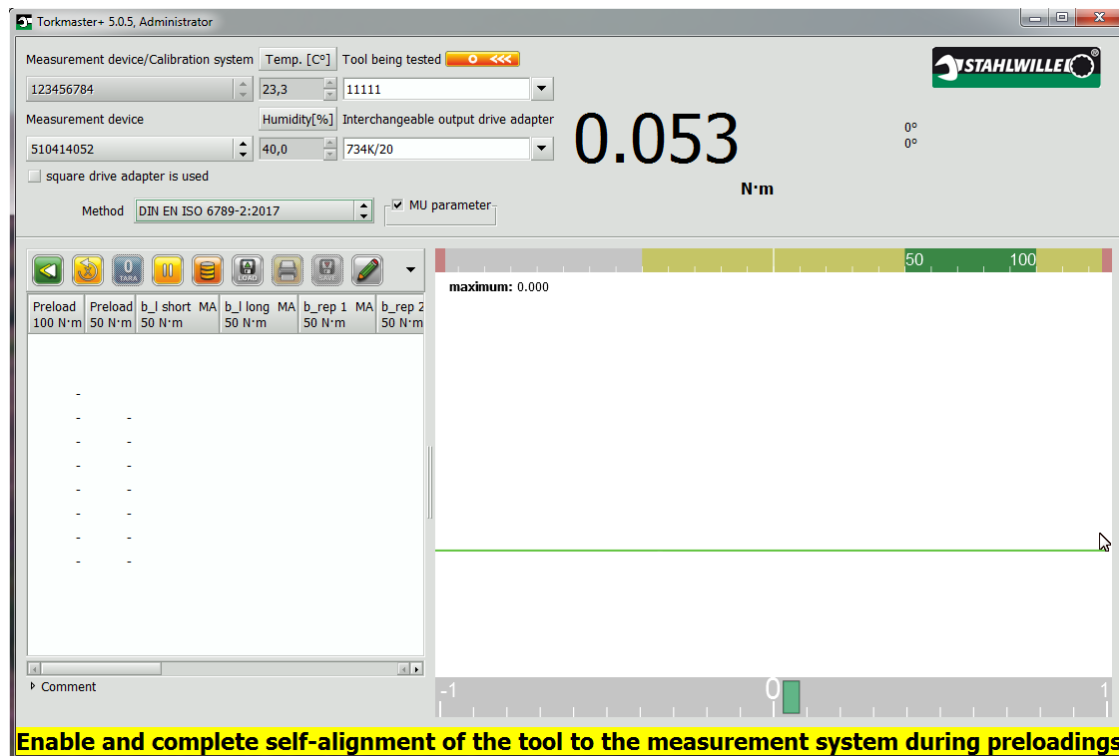 Torkmaster+ 5.0.5, Administrator
Measurement device/Calibration system Temp. [Cº] Tool being tested O <<<
STAHLWILLE ®
123456784 23,3 11111
Measurement device Humidity[%] Interchangeable output drive adapter
0.053
0°
0°
510414052 40,0 734K/20
square drive adapter is used
N·m
Method DIN EN ISO 6789-2:2017 MU parameter
0
TARA
LOAD
SAVE
50 100
maximum: 0.000
Preload Preload b_l short MA b_l long MA b_rep 1 MA b_rep 2
100 N·m 50 N·m 50 N·m 50 N·m 50 N·m 50 N·m
-
- -
- -
- -
- -
- -
- -
- -
Comment
-1 0 1
Enable and complete self-alignment of the tool to the measurement system during preloadings